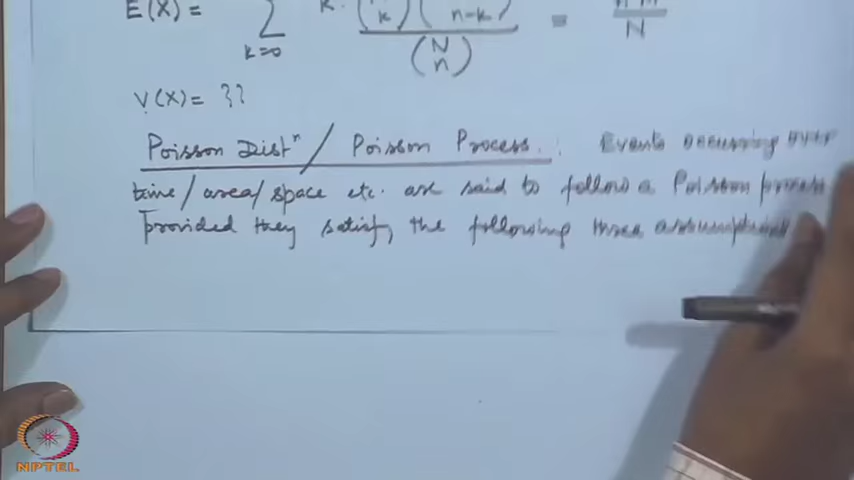 E(X) = ∑ k=0 k. (k) (n-k) / (N n) = nM / N
V(X) = ??
Poisson Distⁿ / Poisson Process : Events occurring over
time / area / space etc. are said to follow a Poisson process
provided they satisfy the following three assumptions
NPTEL